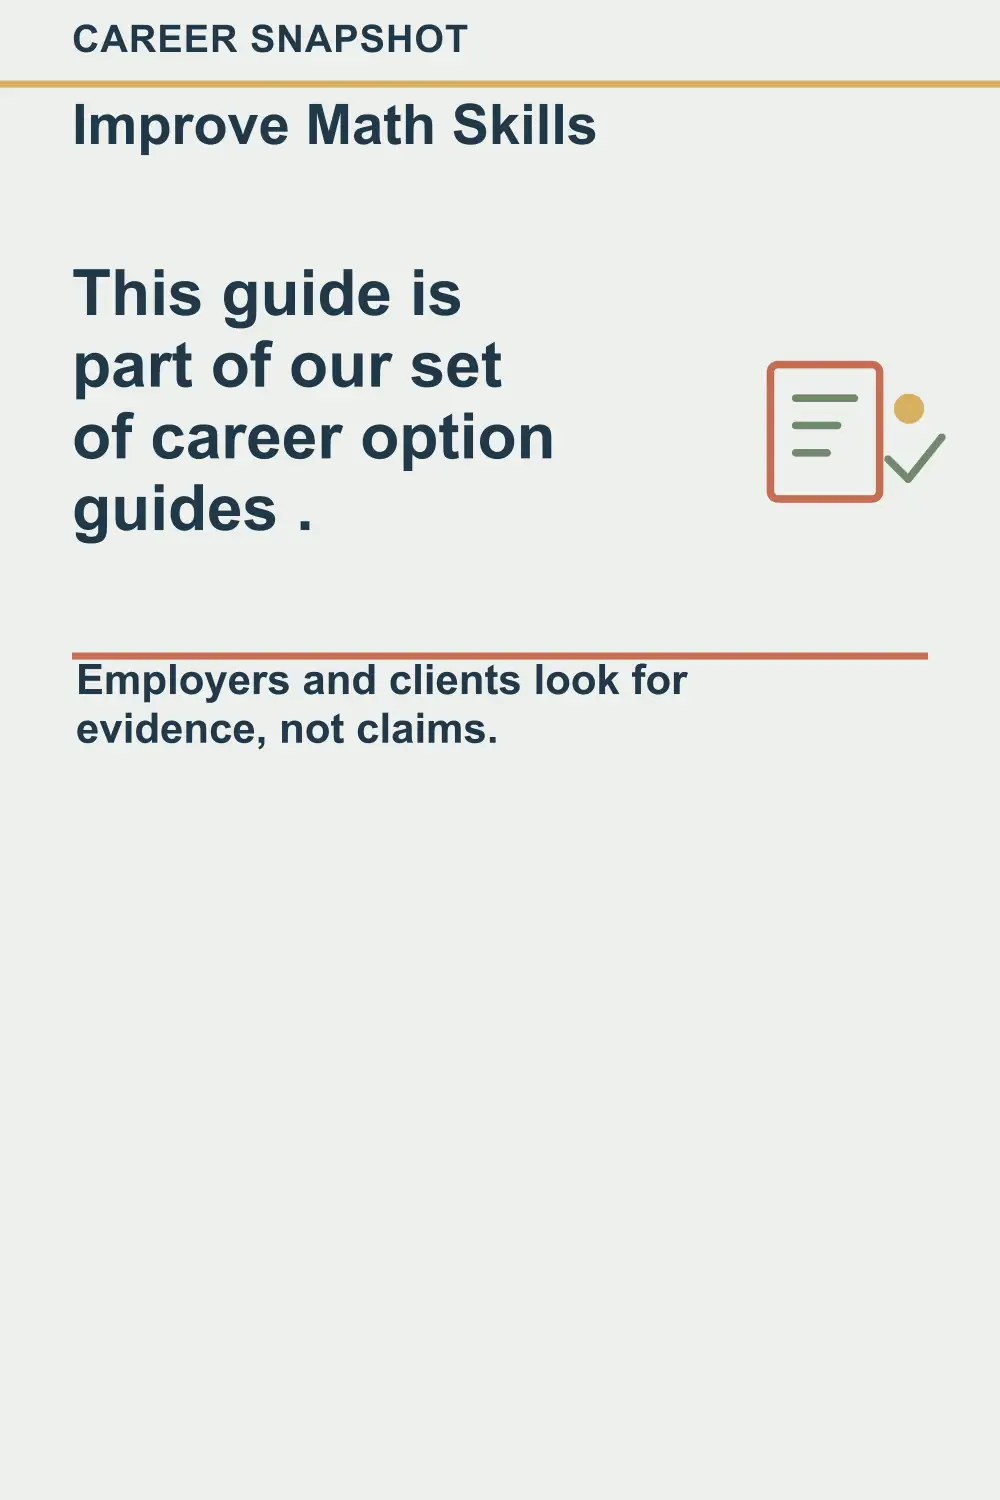 CAREER SNAPSHOT
Improve Math Skills
This guide is
part of our set
of career option
guides .
Employers and clients look for
evidence, not claims.